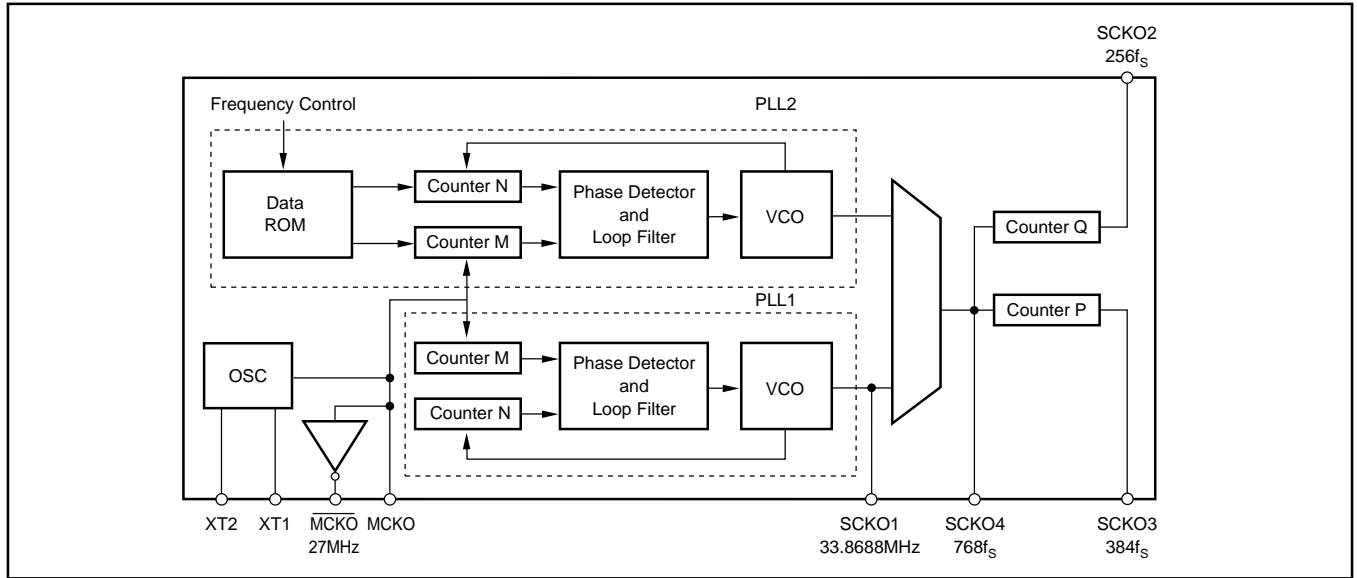 SCKO2
256fS
Frequency Control
PLL2
Data
ROM
Counter N
Counter M
Phase Detector
and
Loop Filter
VCO
Counter Q
Counter P
PLL1
OSC
Counter M
Counter N
Phase Detector
and
Loop Filter
VCO
XT2
XT1
MCKO
27MHz
MCKO
SCKO1
33.8688MHz
SCKO4
768fS
SCKO3
384fS